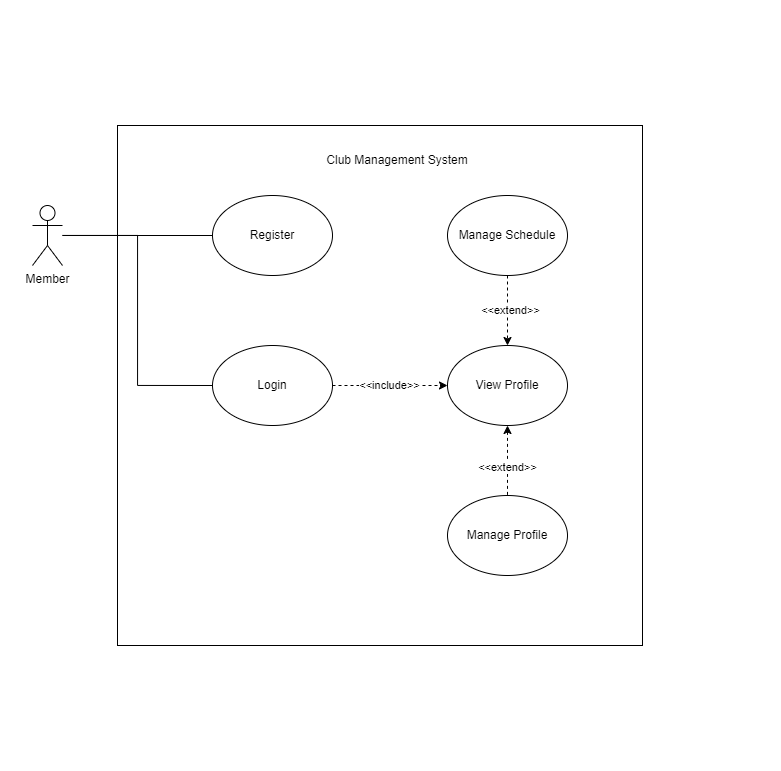 Club Management System
Register
Manage Schedule
Member
<<extend>>
Login
<<include>>
View Profile
<<extend>>
Manage Profile